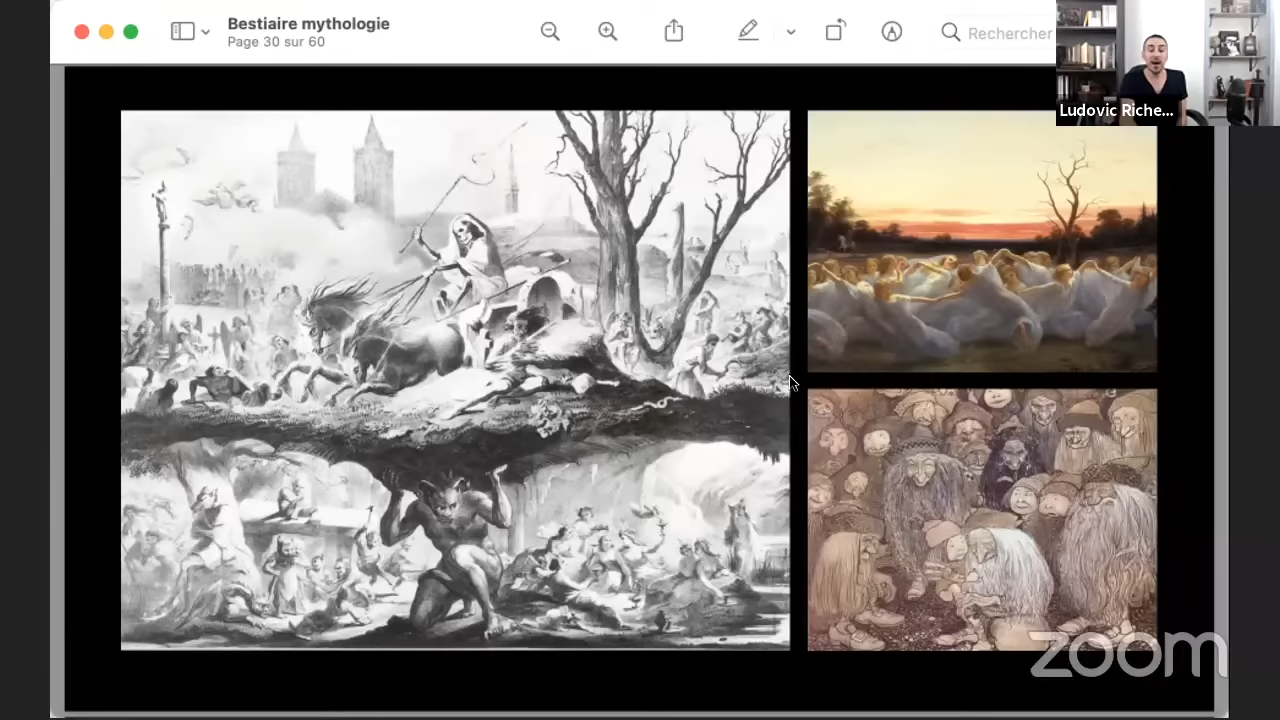 Bestiaire mythologie
Page 30 sur 60
Rechercher
Ludovic Riche...
zoom